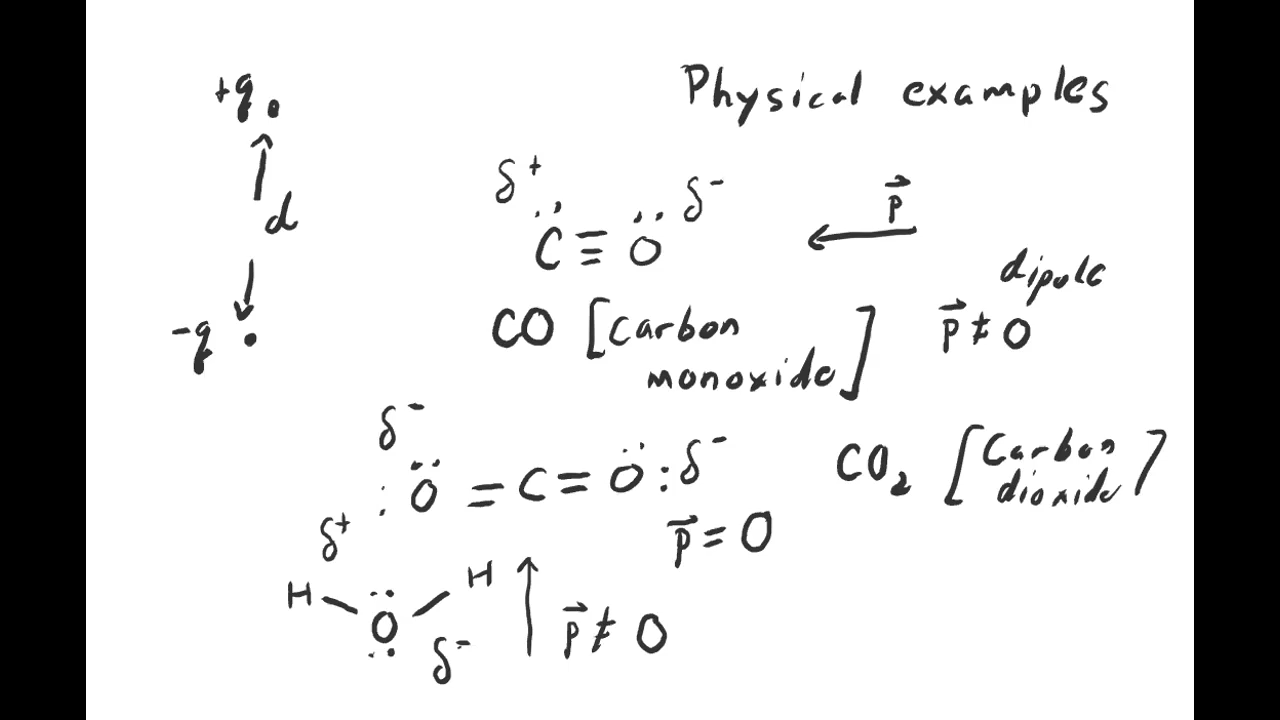 +q
Physical examples
δ⁺ δ⁻
d
C≡O
p⃗
dipole
-q
CO [Carbon monoxide]
p⃗ ≠ 0
δ⁻
O = C = O δ⁻
CO₂ [Carbon dioxide]
p⃗ = 0
δ⁺
H H
O
p⃗ ≠ 0
δ⁻